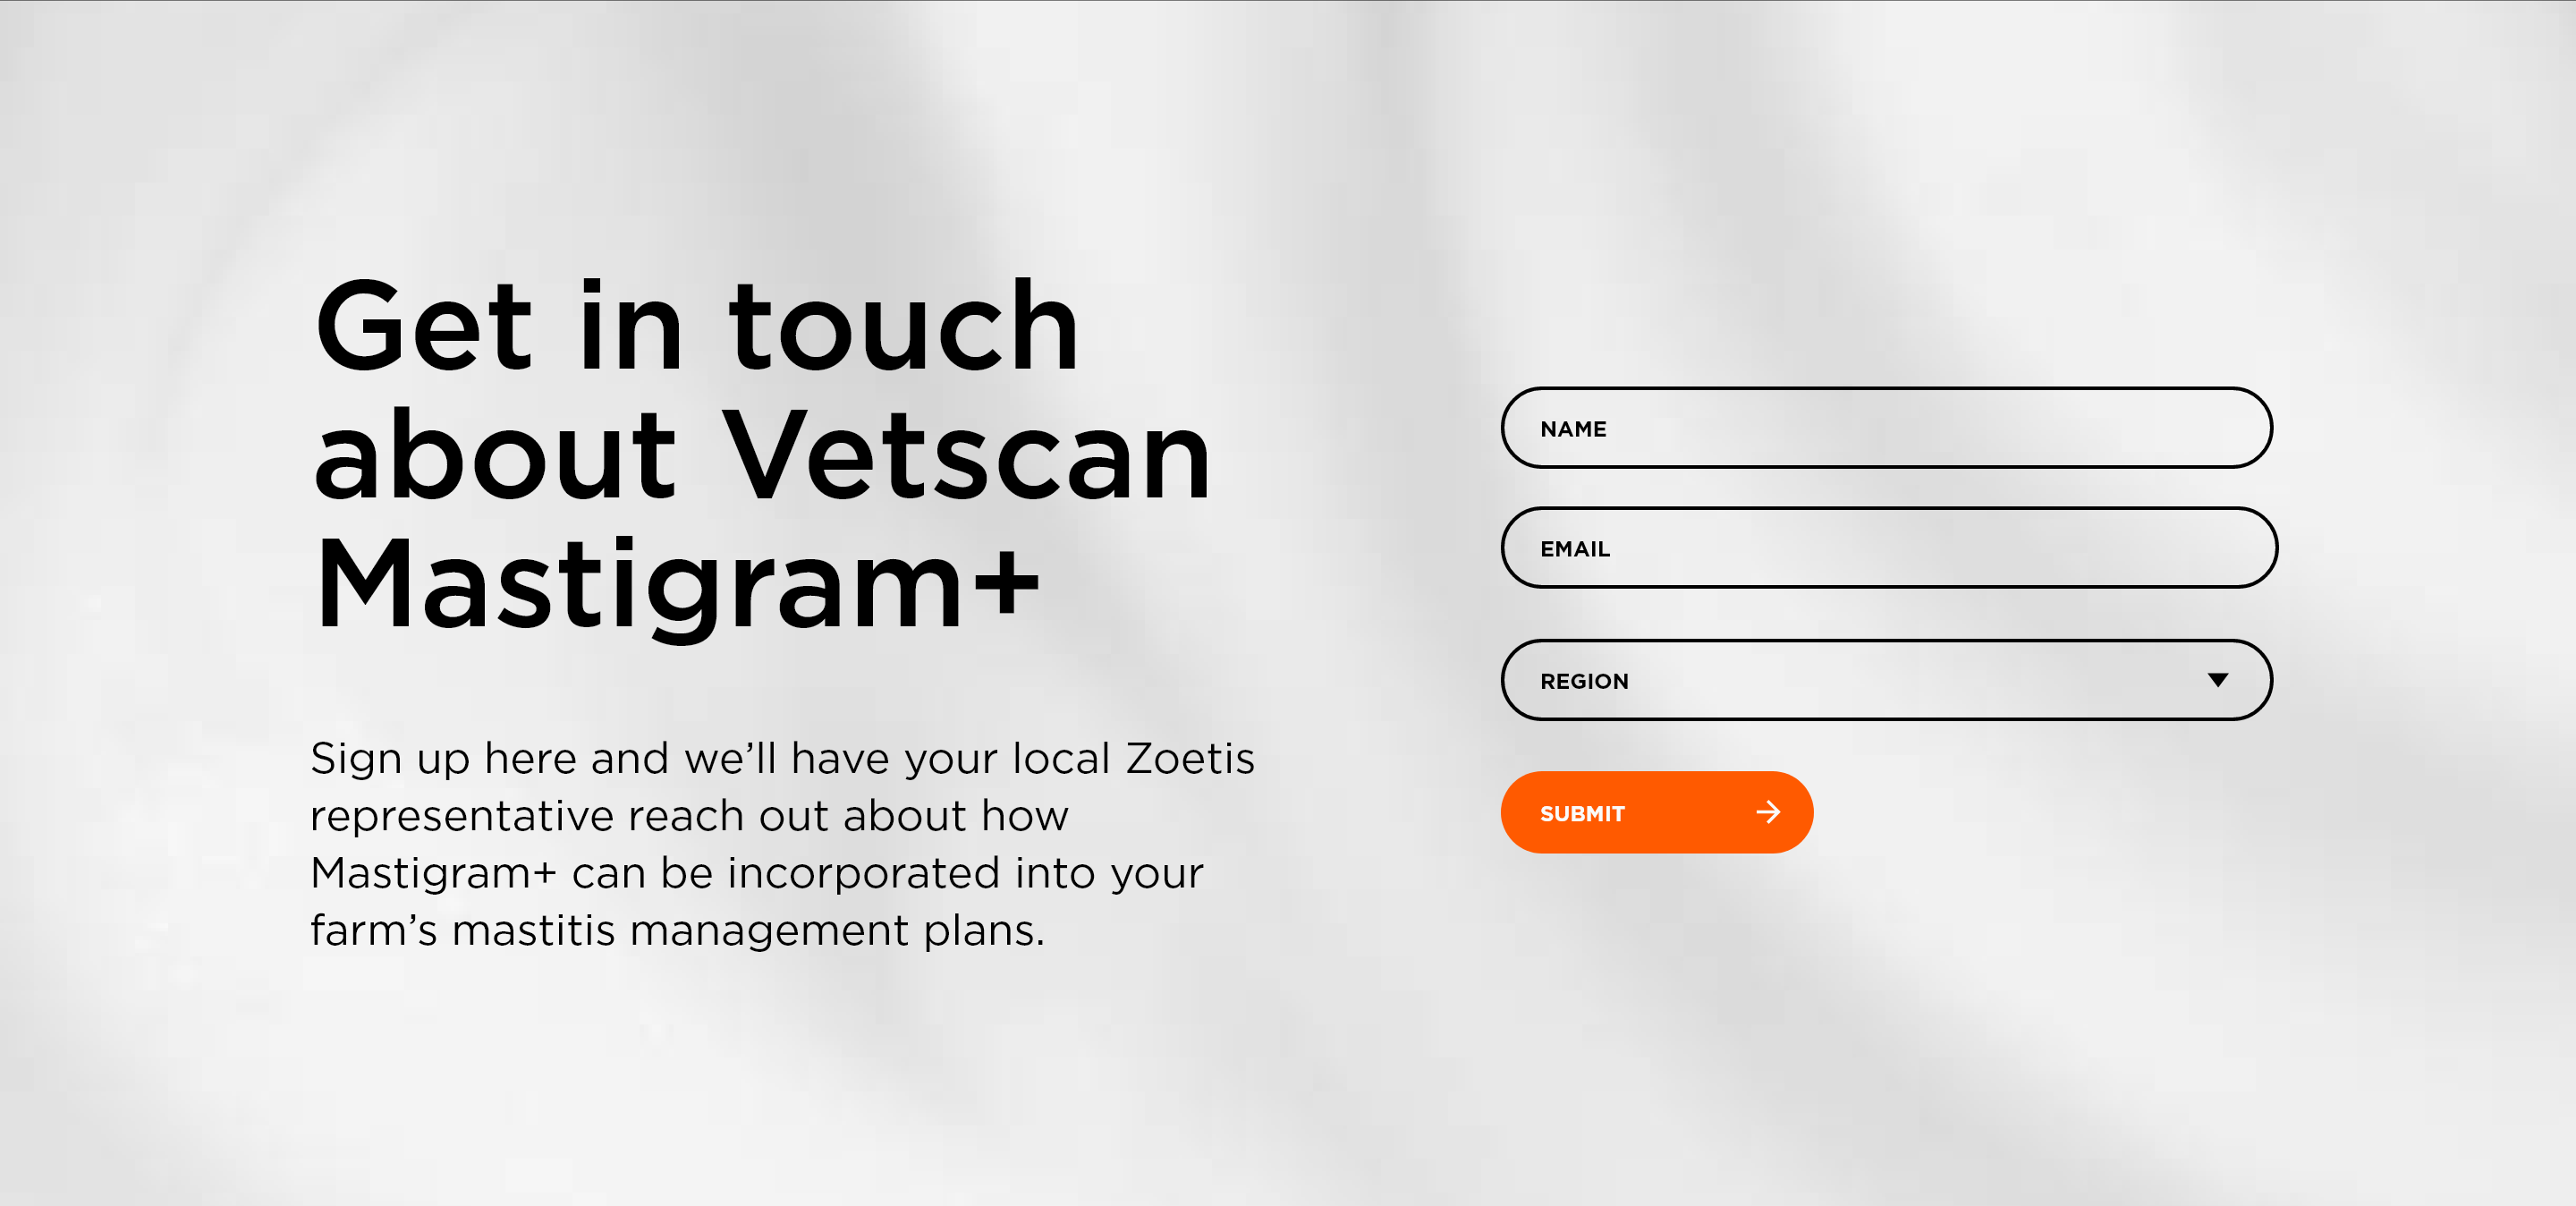 Get in touch
about Vetscan
Mastigram+
Sign up here and we’ll have your local Zoetis
representative reach out about how
Mastigram+ can be incorporated into your
farm’s mastitis management plans.
NAME
EMAIL
REGION
SUBMIT